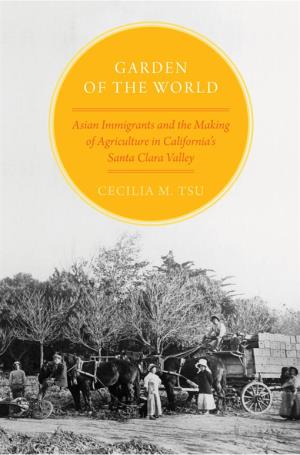 GARDEN
OF THE WORLD
Asian Immigrants and the Making
of Agriculture in California's
Santa Clara Valley
CECILIA M. TSU